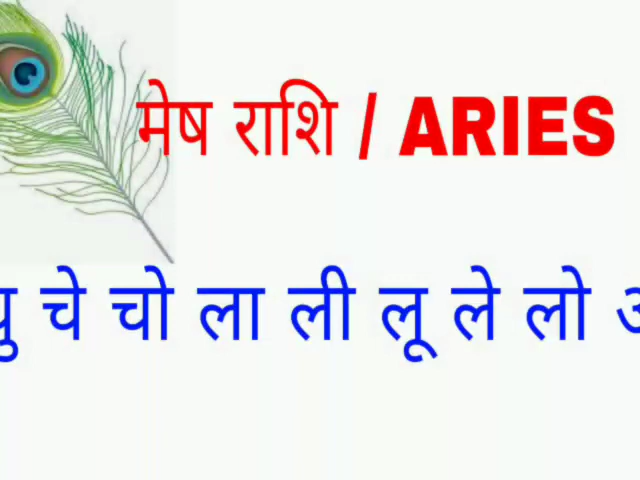 मेष राशि / ARIES
चु चे चो ला ली लू ले लो